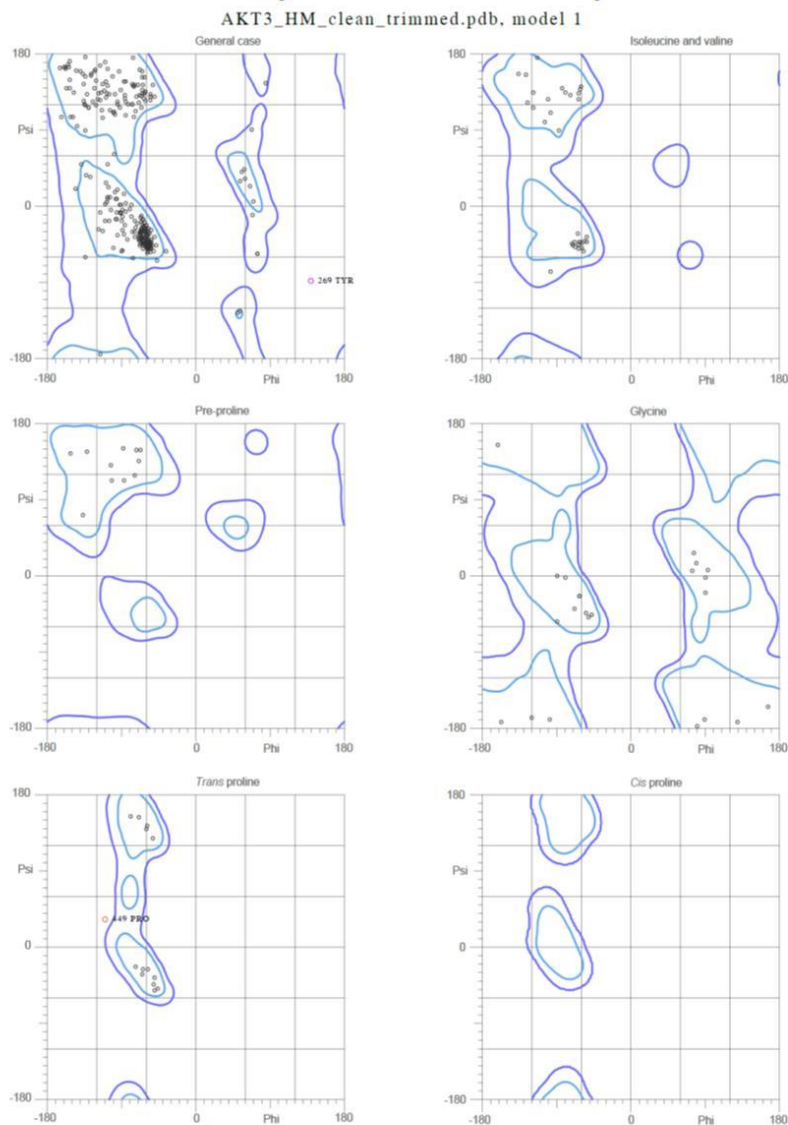 AKT3_HM_clean_trimmed.pdb, model 1
General case
Isoleucine and valine
180
180
Psi
Psi
0
0
269 TYR
-180
-180
-180 0 Phi 180
-180 0 Phi 180
Pre-proline
Glycine
180
180
Psi
Psi
0
0
-180
-180
-180 0 Phi 180
-180 0 Phi 180
Trans proline
Cis proline
180
180
Psi
Psi
449 PRO
0
0
-180
-180
-180 0 Phi 180
-180 0 Phi 180